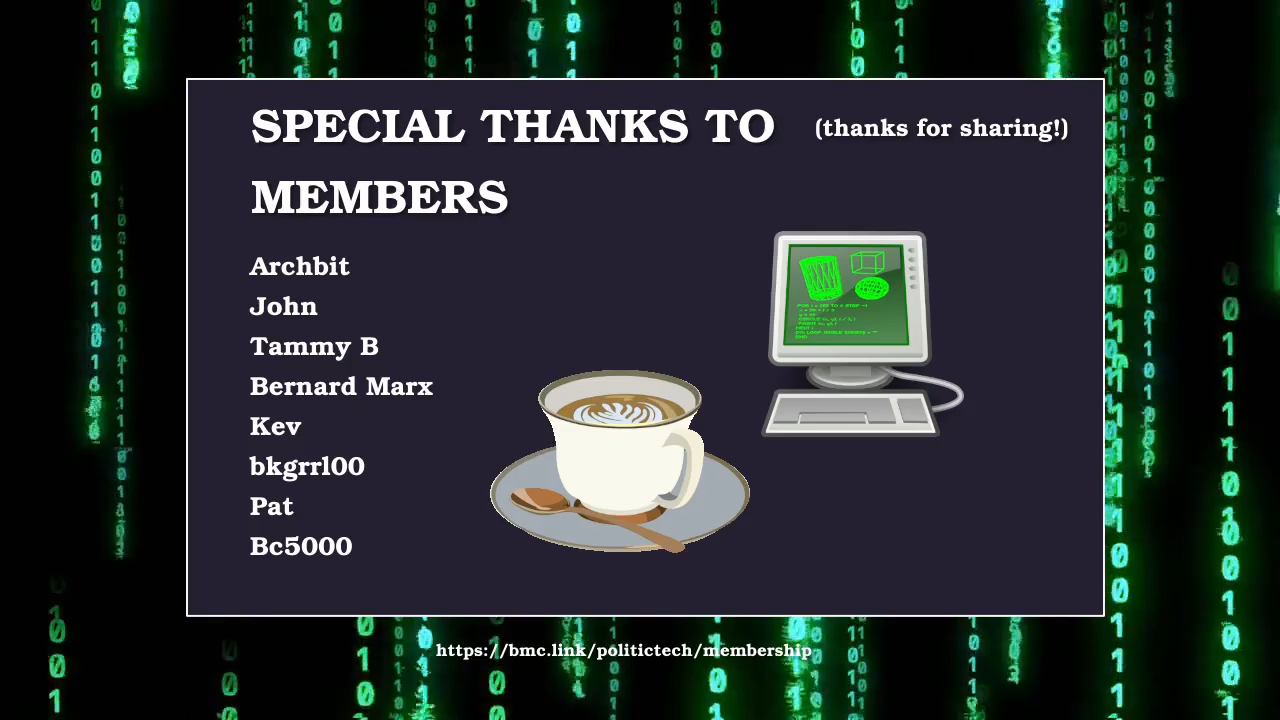 SPECIAL THANKS TO (thanks for sharing!)
MEMBERS
Archbit
John
Tammy B
Bernard Marx
Kev
bkgrrl00
Pat
Bc5000
https://bmc.link/politictech/membership